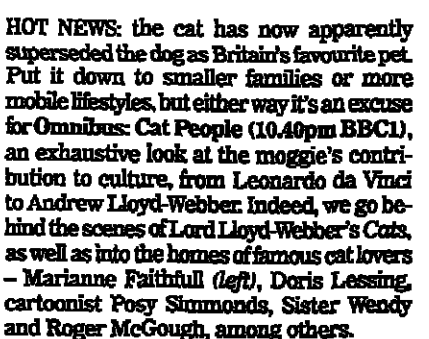 HOT NEWS: the cat has now apparently
superseded the dog as Britain's favourite pet.
Put it down to smaller families or more
mobile lifestyles, but either way it's an excuse
for Omnibus: Cat People (10.40pm BBC1),
an exhaustive look at the moggie's contri-
bution to culture, from Leonardo da Vinci
to Andrew Lloyd-Webber. Indeed, we go be-
hind the scenes of Lord Lloyd-Webber's Cats,
as well as into the homes of famous cat lovers
– Marianne Faithfull (left), Doris Lessing,
cartoonist Posy Simmonds, Sister Wendy
and Roger McGough, among others.